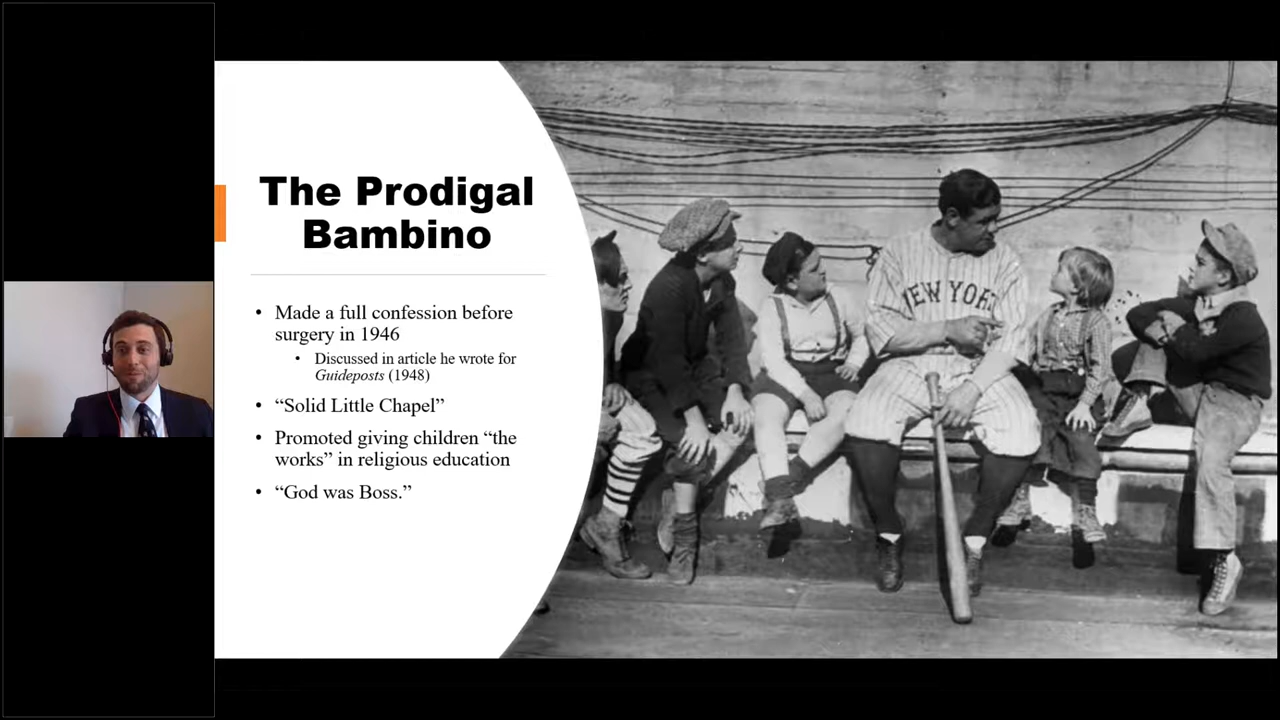 The Prodigal
Bambino
• Made a full confession before
surgery in 1946
• Discussed in article he wrote for
Guideposts (1948)
• “Solid Little Chapel”
• Promoted giving children “the
works” in religious education
• “God was Boss.”
NEW YORK